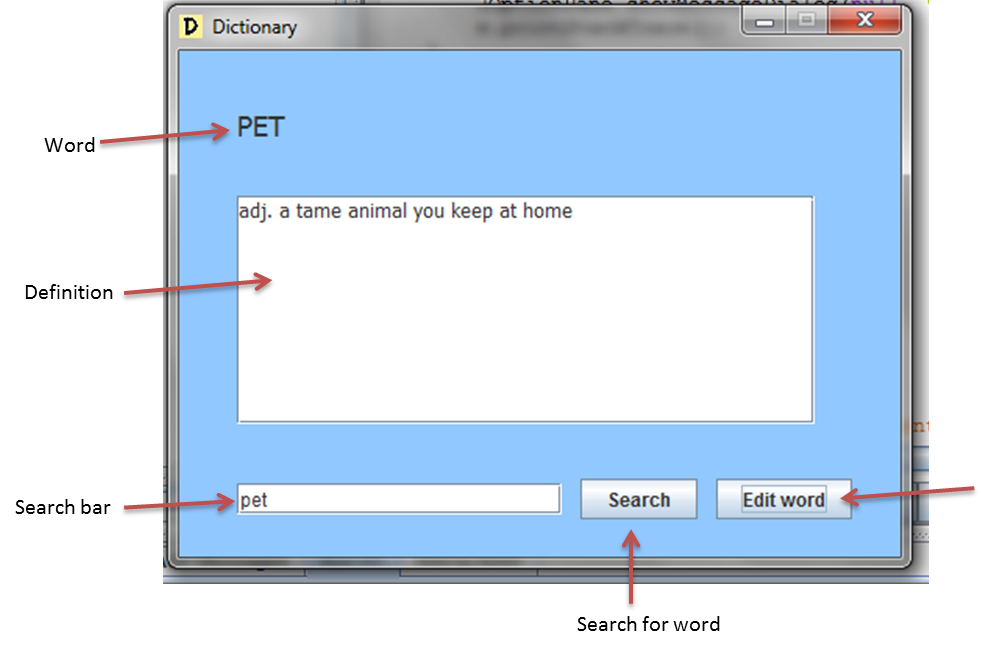 D Dictionary
Word
PET
adj. a tame animal you keep at home
Definition
Search bar
pet
Search
Edit word
Search for word